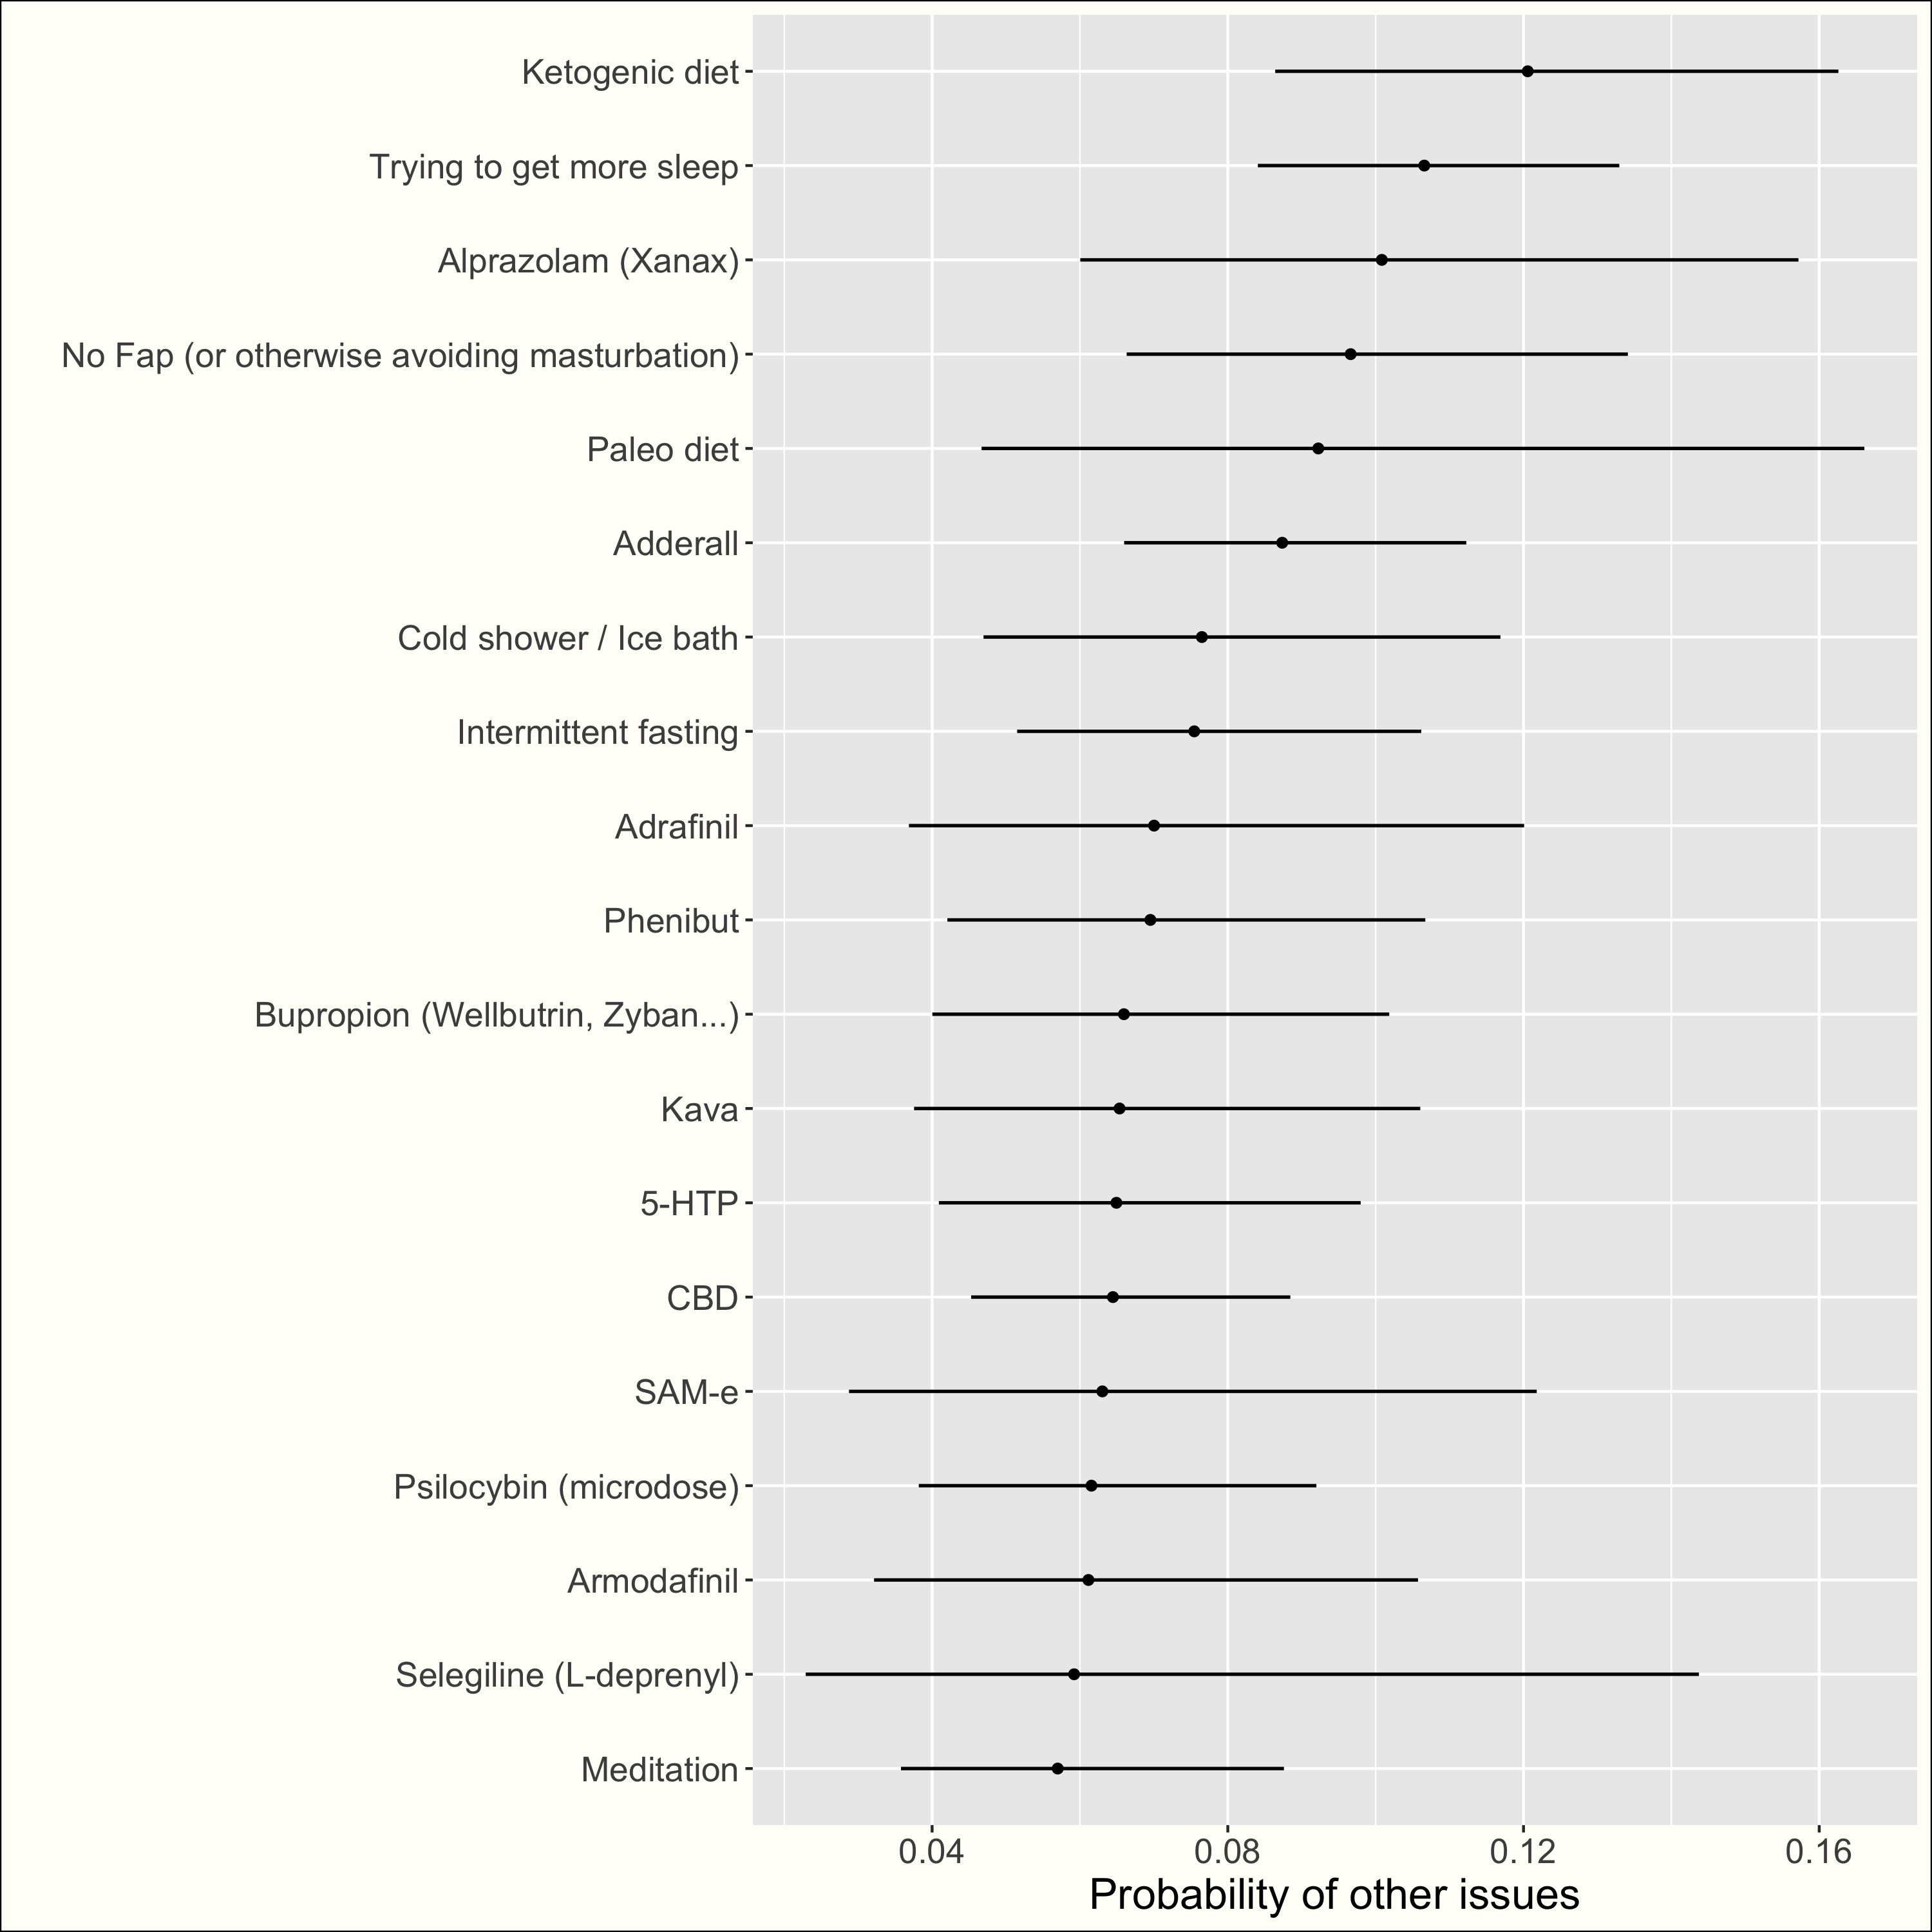 Ketogenic diet
Trying to get more sleep
Alprazolam (Xanax)
No Fap (or otherwise avoiding masturbation)
Paleo diet
Adderall
Cold shower / Ice bath
Intermittent fasting
Adrafinil
Phenibut
Bupropion (Wellbutrin, Zyban...)
Kava
5-HTP
CBD
SAM-e
Psilocybin (microdose)
Armodafinil
Selegiline (L-deprenyl)
Meditation
0.04 0.08 0.12 0.16
Probability of other issues